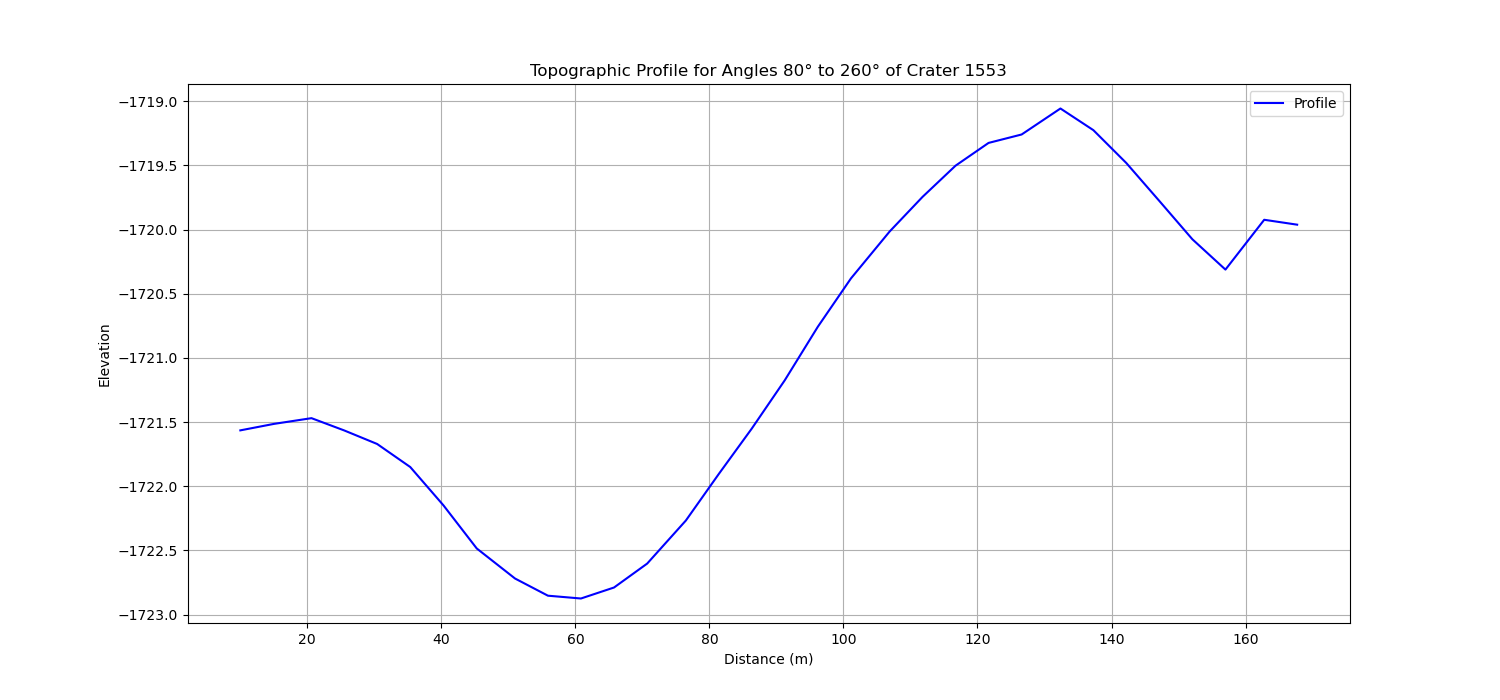 Topographic Profile for Angles 80° to 260° of Crater 1553
Profile
−1719.0
−1719.5
−1720.0
−1720.5
−1721.0
−1721.5
−1722.0
−1722.5
−1723.0
Elevation
20 40 60 80 100 120 140 160
Distance (m)